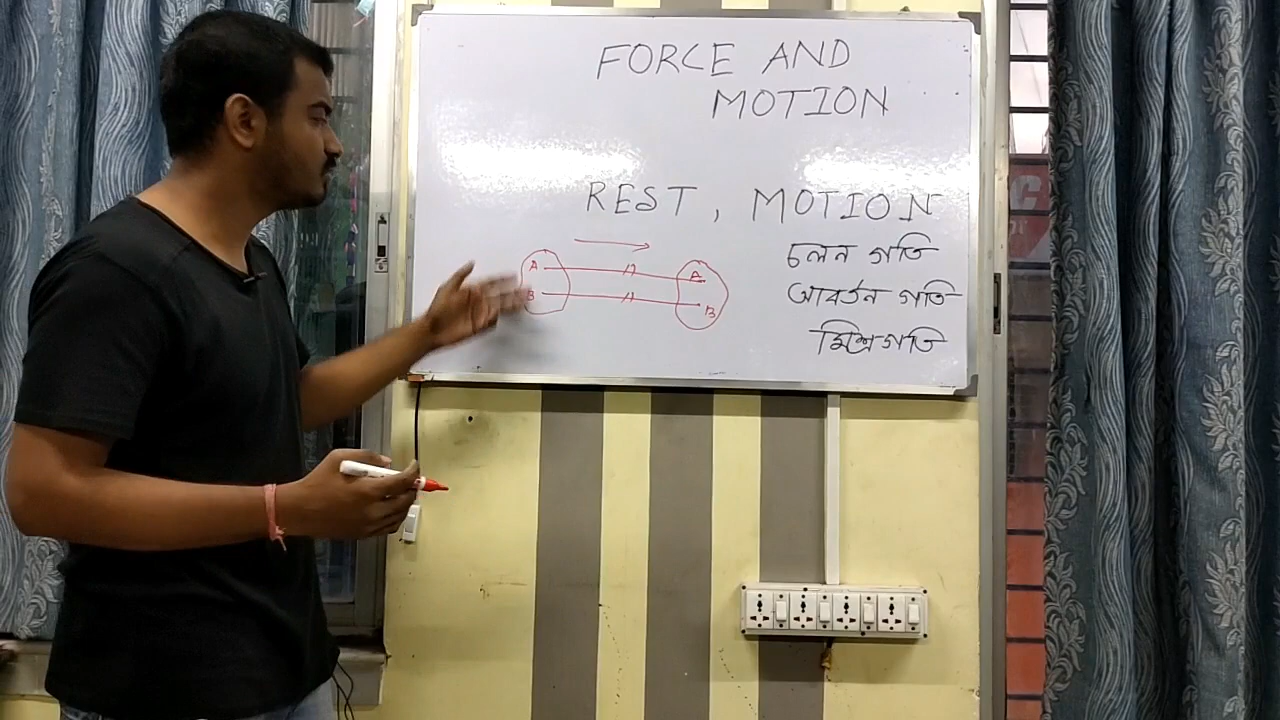 FORCE AND
MOTION
REST, MOTION
চলন গতি
A A
B B
আবর্তন গতি
মিশ্রগতি